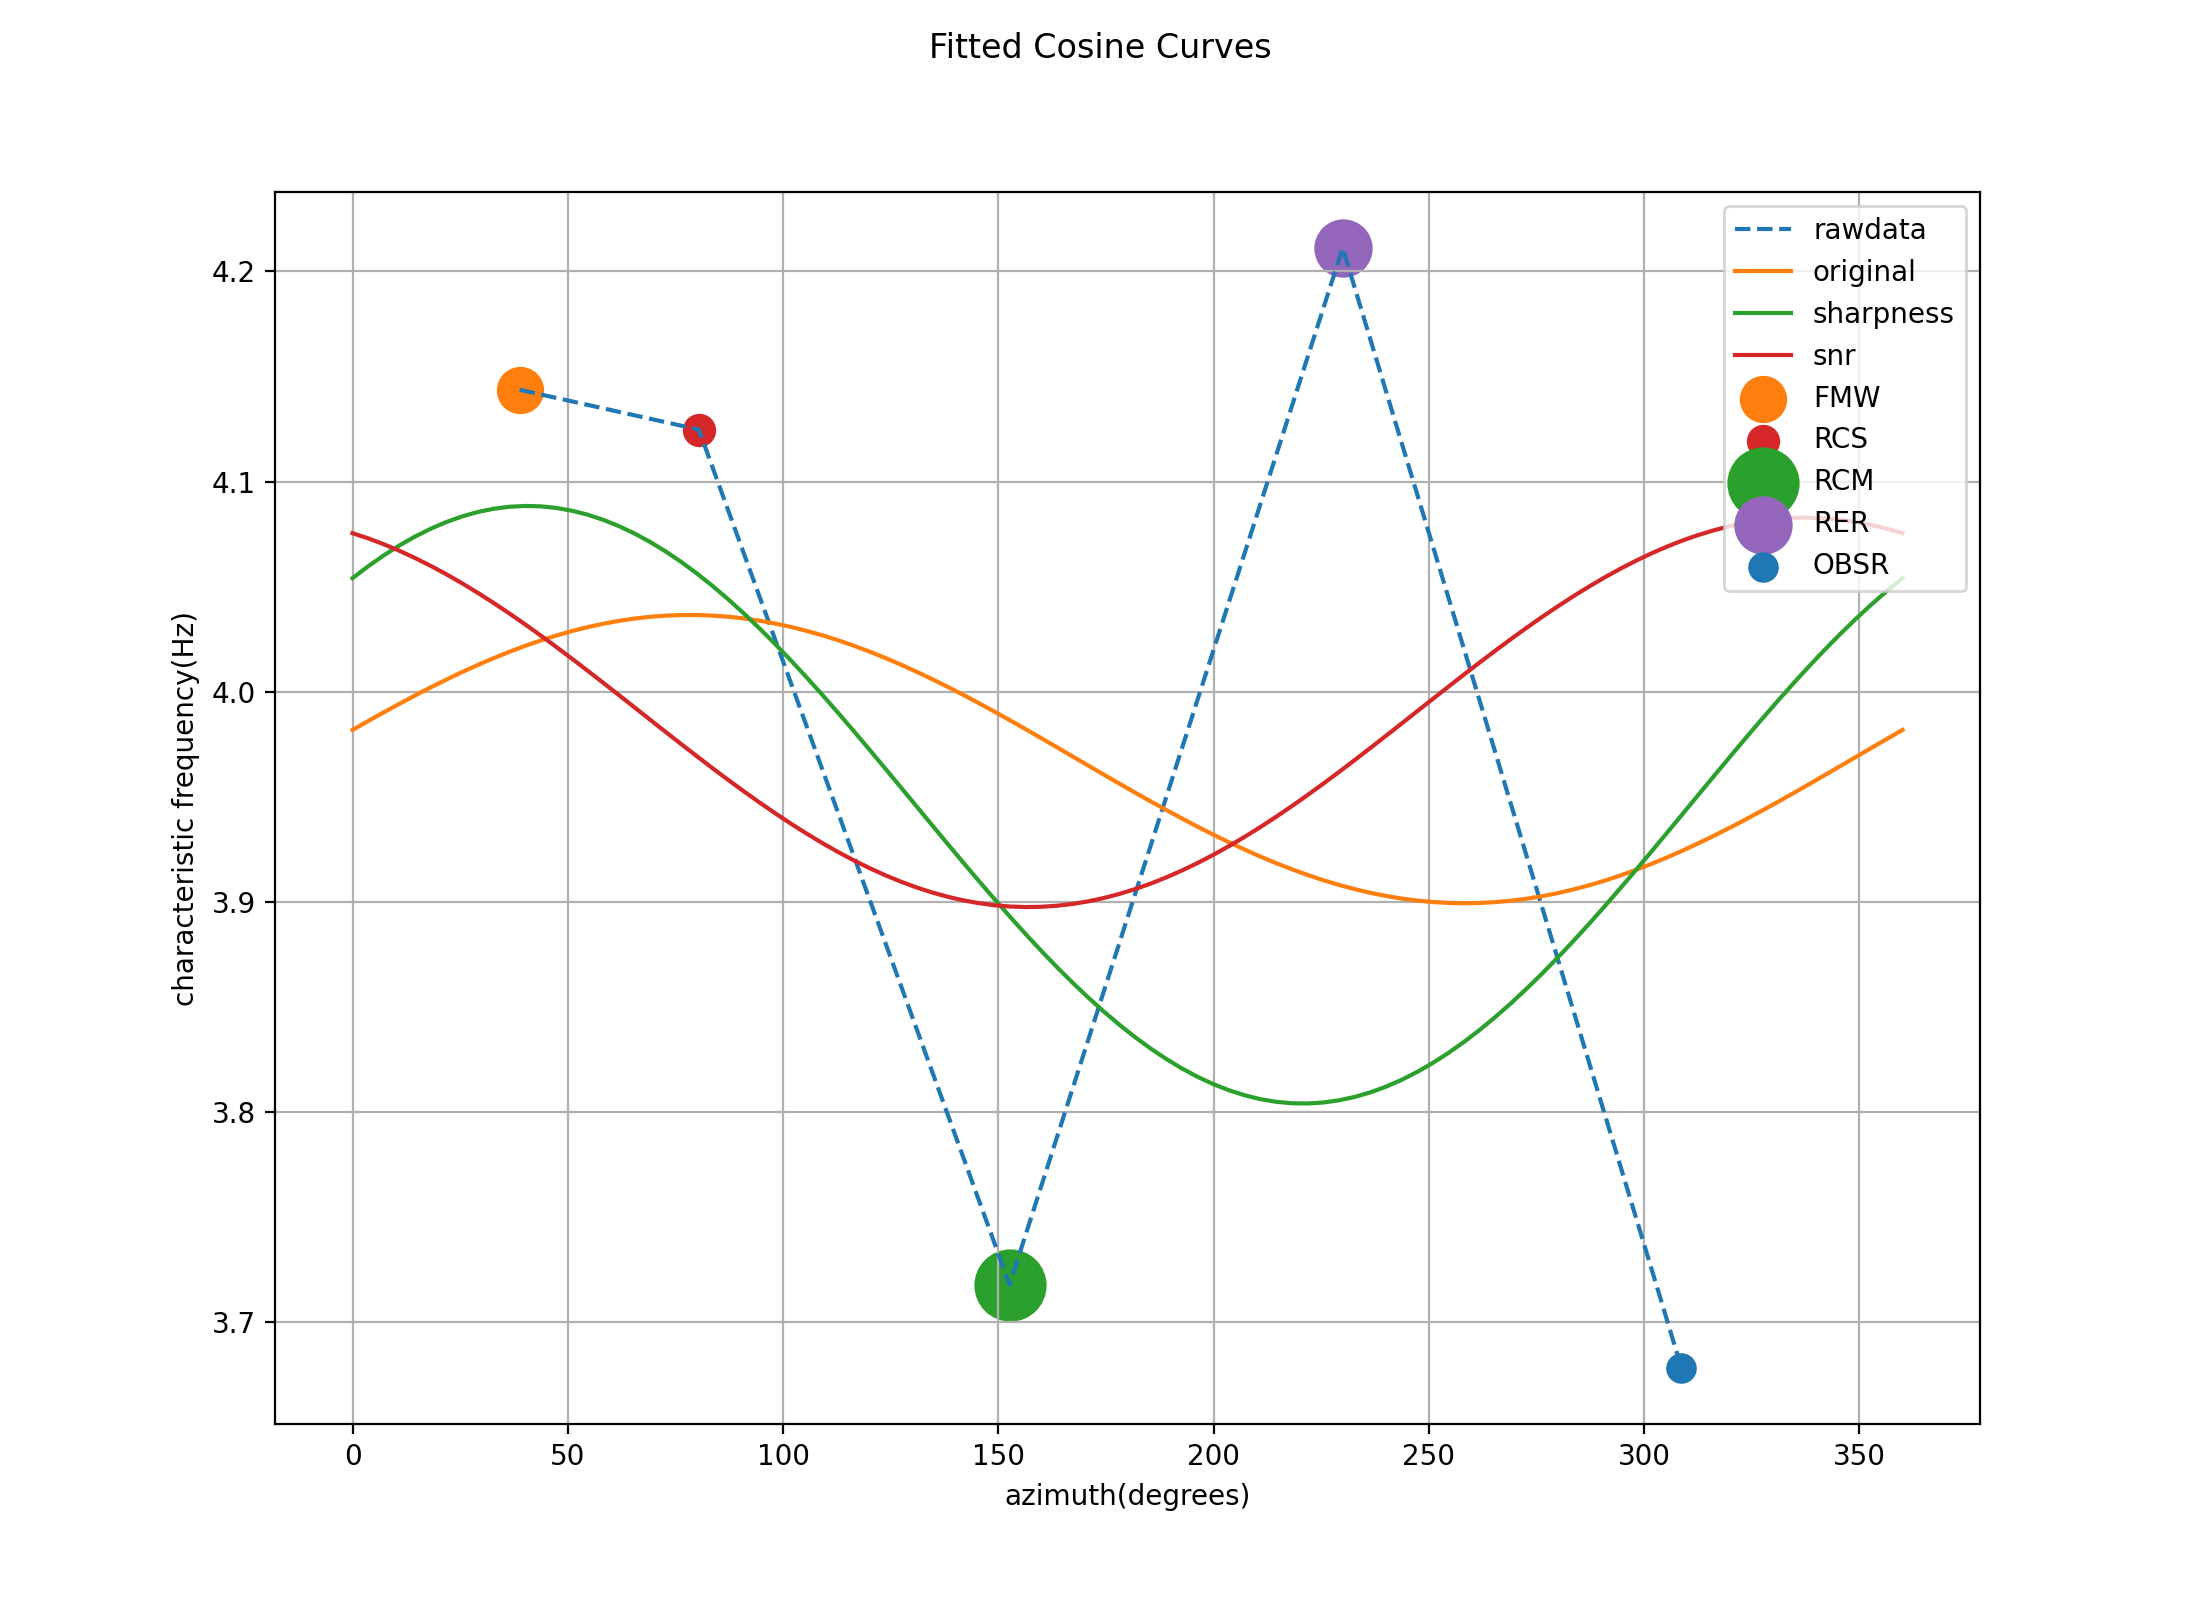 Fitted Cosine Curves
rawdata
original
sharpness
snr
FMW
RCS
RCM
RER
OBSR
characteristic frequency(Hz)
4.2
4.1
4.0
3.9
3.8
3.7
0 50 100 150 200 250 300 350
azimuth(degrees)